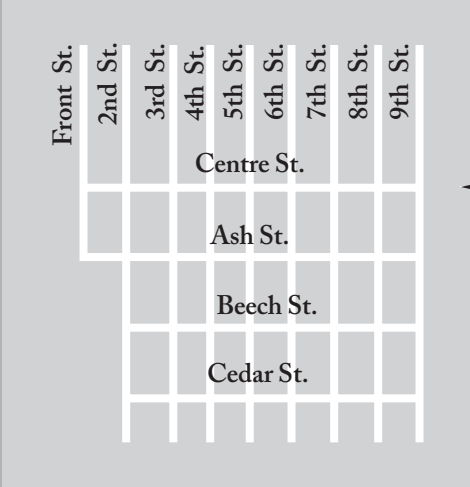 Front St.
2nd St.
3rd St.
4th St.
5th St.
6th St.
7th St.
8th St.
9th St.
Centre St.
Ash St.
Beech St.
Cedar St.